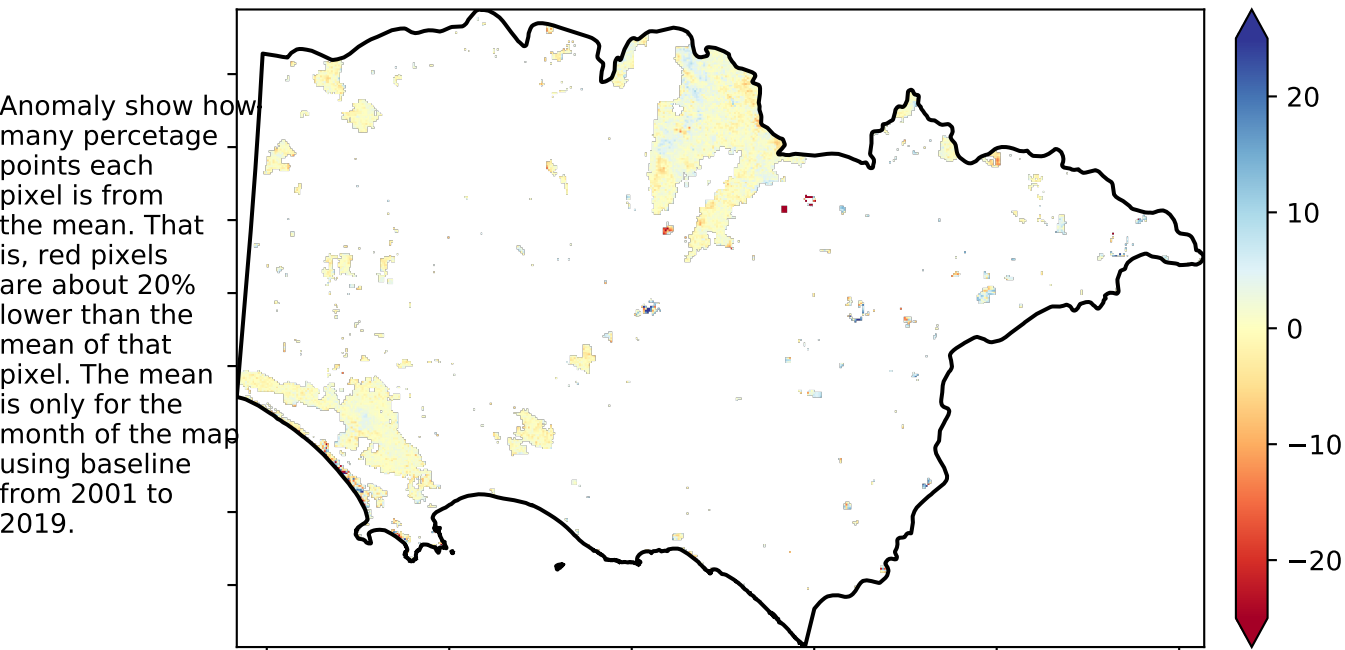 Anomaly show how
many percetage
points each
pixel is from
the mean. That
is, red pixels
are about 20%
lower than the
mean of that
pixel. The mean
is only for the
month of the map
using baseline
from 2001 to
2019.
20
10
0
−10
−20